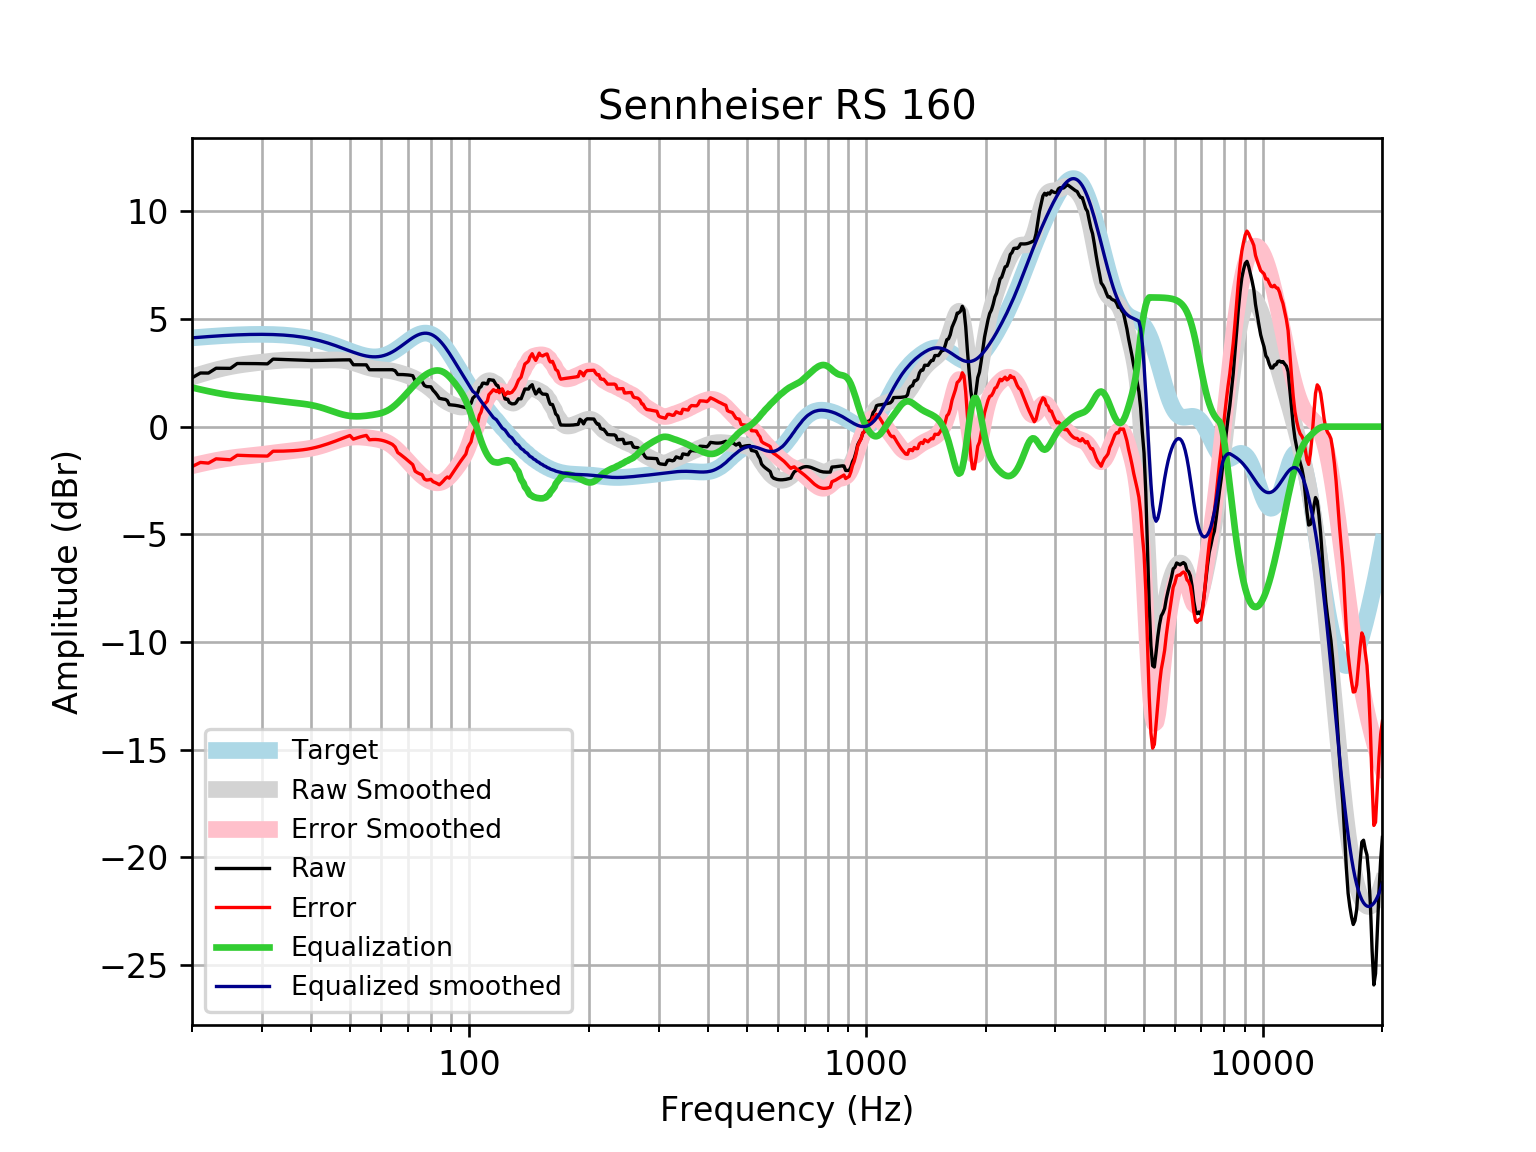 Sennheiser RS 160
Amplitude (dBr)
10
5
0
−5
−10
−15
−20
−25
Target
Raw Smoothed
Error Smoothed
Raw
Error
Equalization
Equalized smoothed
100
1000
10000
Frequency (Hz)